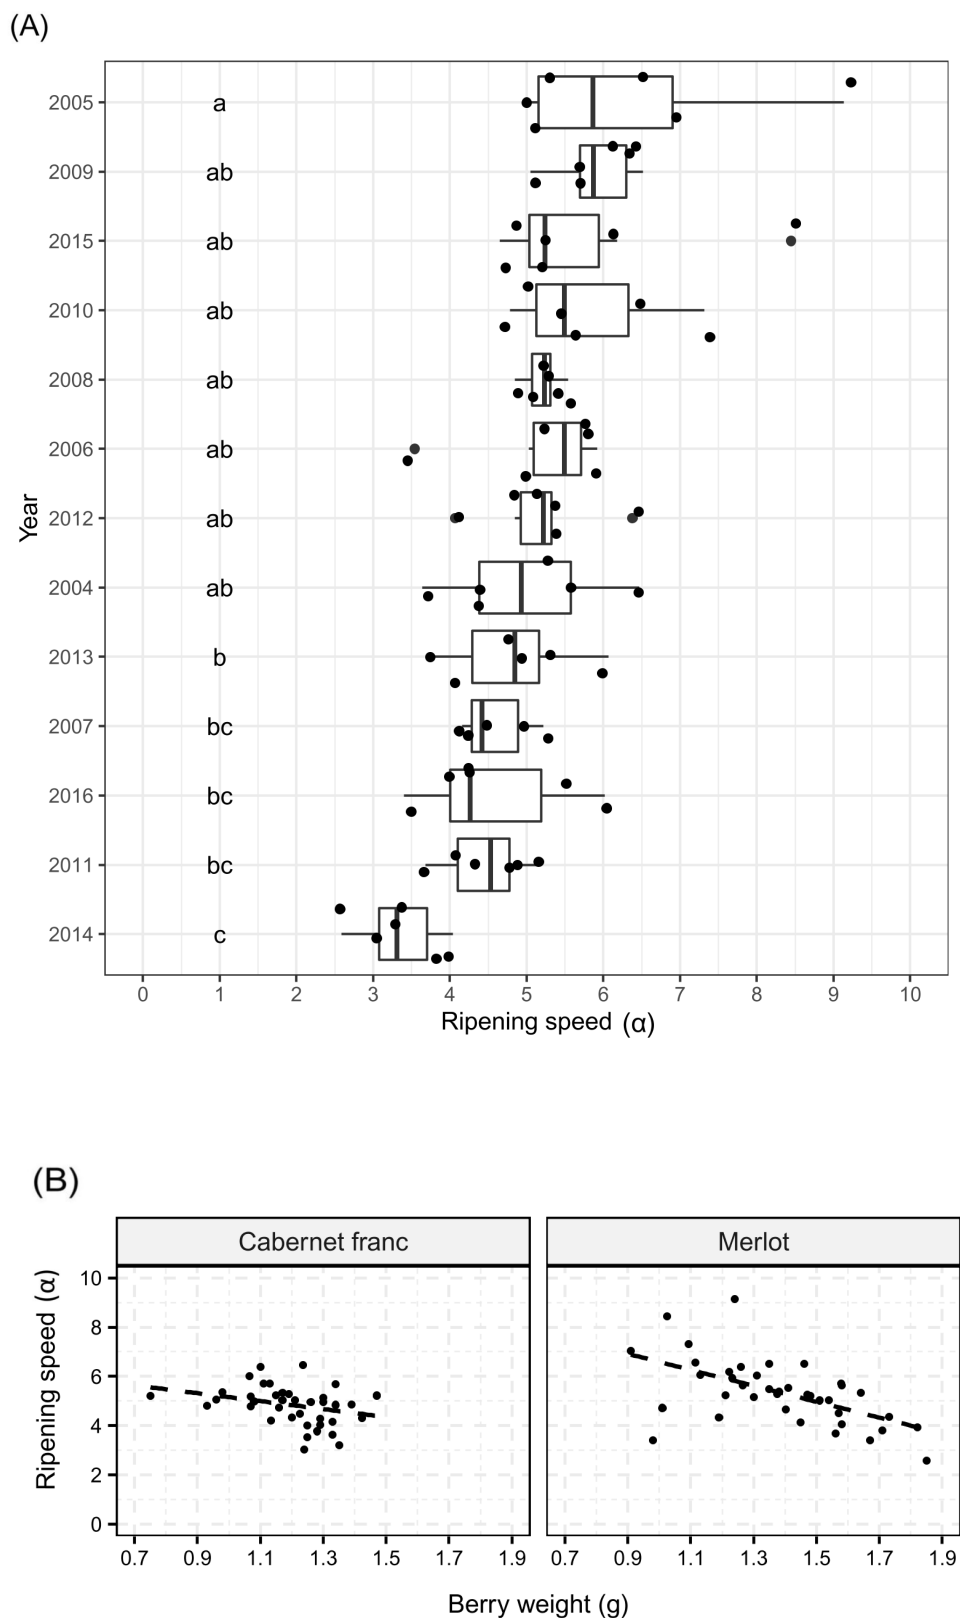 (A)
2005 a
2009 ab
2015 ab
2010 ab
2008 ab
2006 ab
2012 ab
2004 ab
2013 b
2007 bc
2016 bc
2011 bc
2014 c
Year
0 1 2 3 4 5 6 7 8 9 10
Ripening speed (α)
(B)
Cabernet franc Merlot
10
8
6
4
2
0
Ripening speed (α)
0.7 0.9 1.1 1.3 1.5 1.7 1.9 0.7 0.9 1.1 1.3 1.5 1.7 1.9
Berry weight (g)